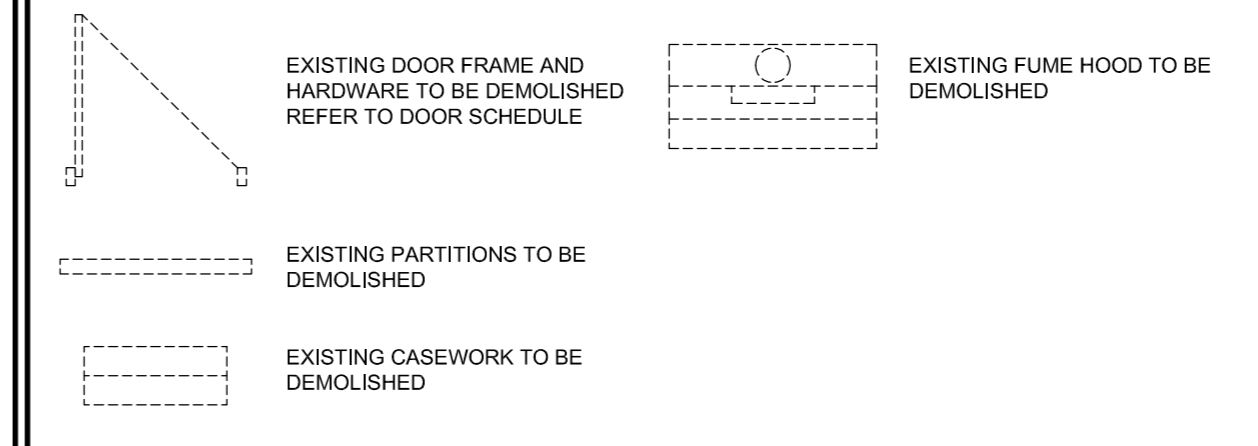 EXISTING DOOR FRAME AND
HARDWARE TO BE DEMOLISHED
REFER TO DOOR SCHEDULE
EXISTING PARTITIONS TO BE
DEMOLISHED
EXISTING CASEWORK TO BE
DEMOLISHED
EXISTING FUME HOOD TO BE
DEMOLISHED